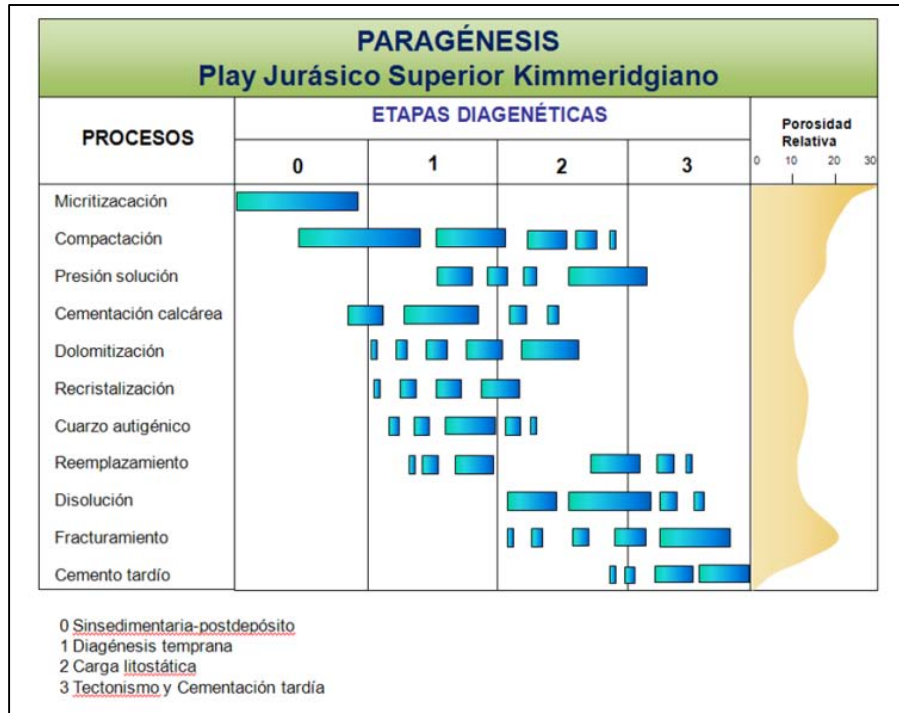 PARAGÉNESIS
Play Jurásico Superior Kimmeridgiano
PROCESOS
ETAPAS DIAGENÉTICAS
0 1 2 3
Porosidad
Relativa
0 10 20 30
Micritizacación
Compactación
Presión solución
Cementación calcárea
Dolomitización
Recristalización
Cuarzo autigénico
Reemplazamiento
Disolución
Fracturamiento
Cemento tardío
0 Sinsedimentaria-postdepósito
1 Diagénesis temprana
2 Carga litostática
3 Tectonismo y Cementación tardía